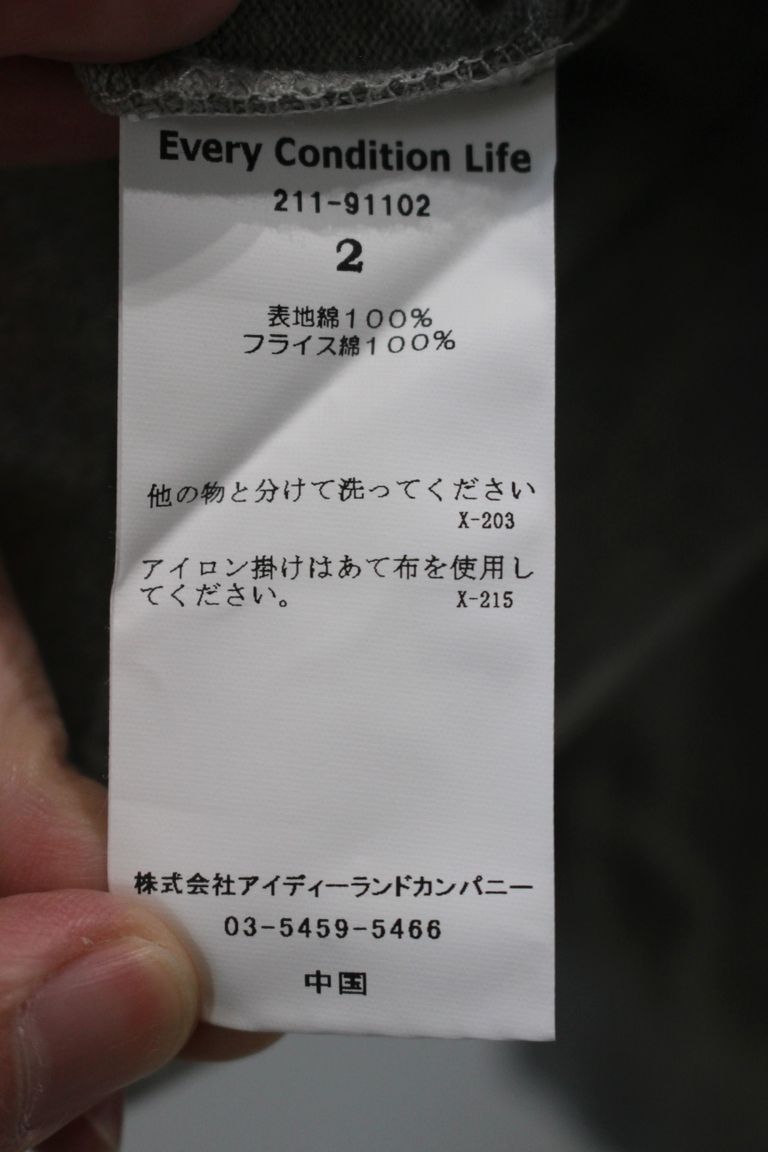 Every Condition Life
211-91102
2
表地綿１００％
フライス綿１００％
他の物と分けて洗ってください
X-203
アイロン掛けはあて布を使用し
てください。 X-215
株式会社アイディーランドカンパニー
03-5459-5466
中国